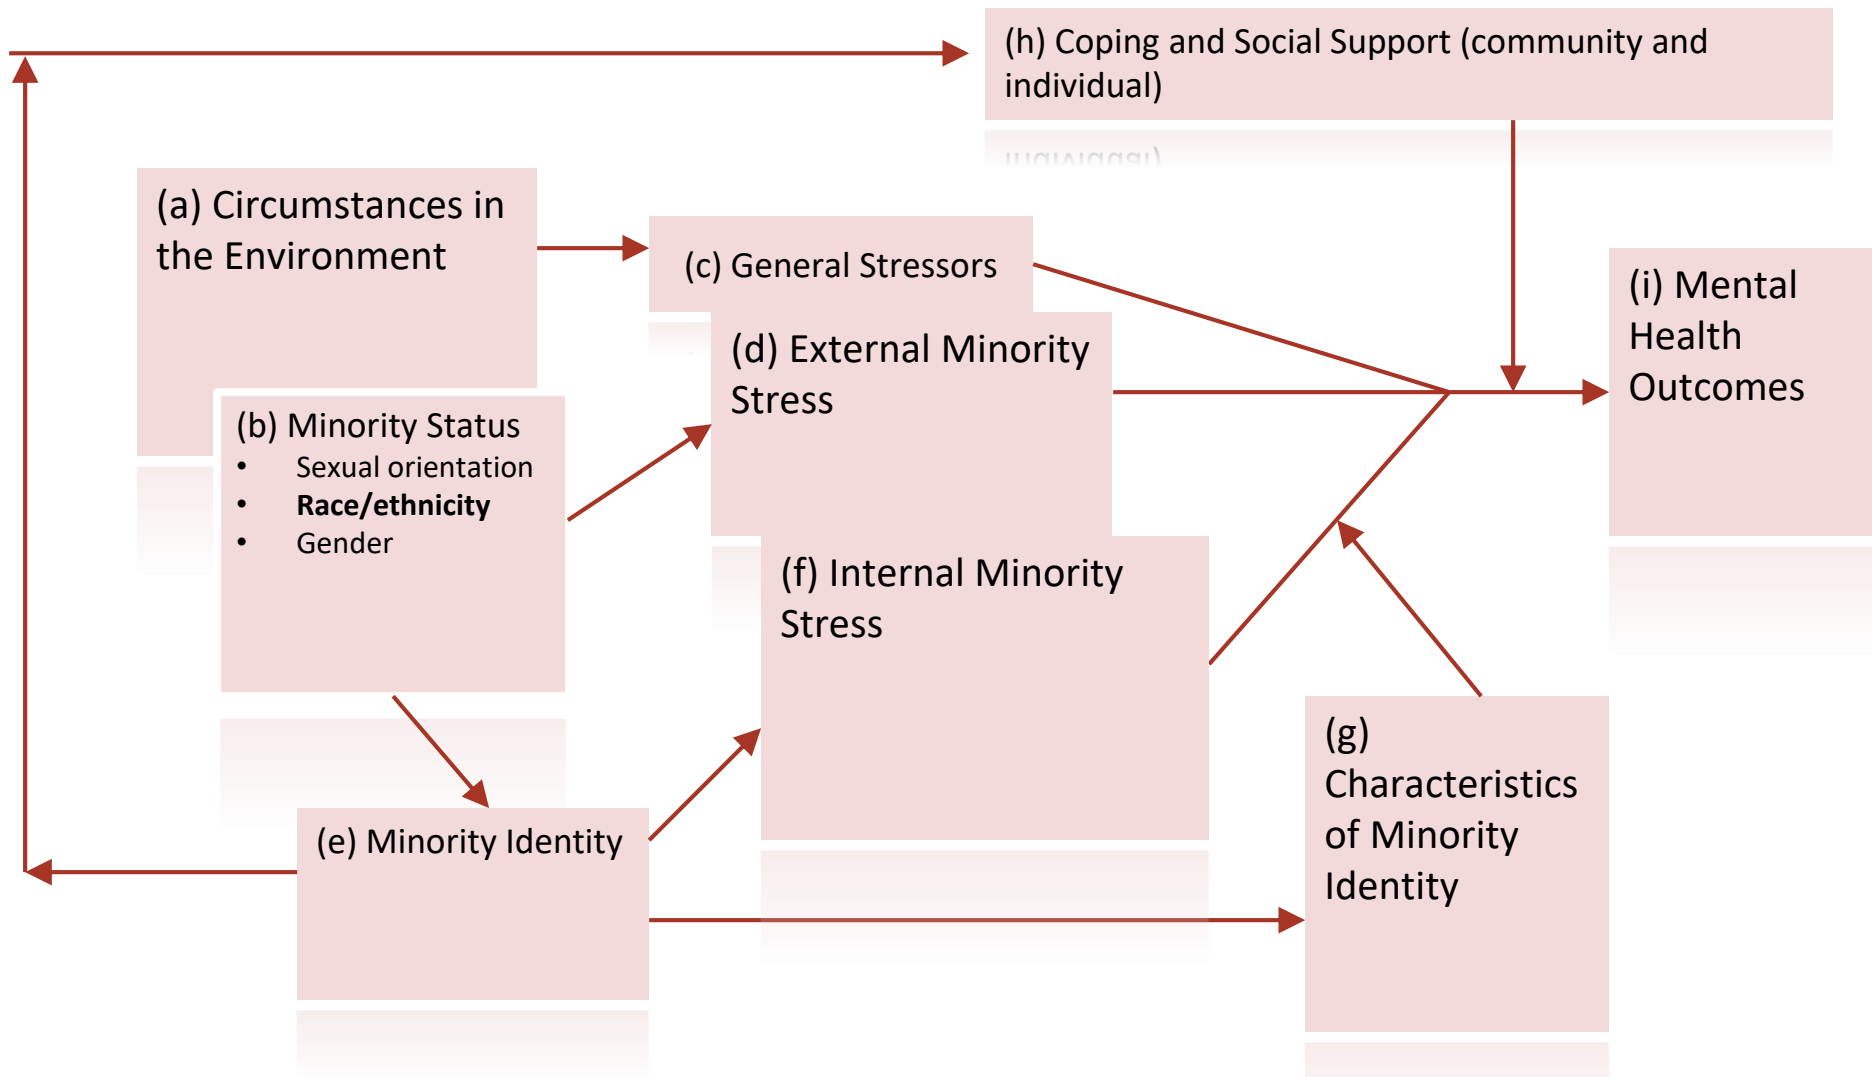 (h) Coping and Social Support (community and
individual)
(a) Circumstances in
the Environment
(c) General Stressors
(i) Mental
Health
Outcomes
(d) External Minority
Stress
(b) Minority Status
• Sexual orientation
• Race/ethnicity
• Gender
(f) Internal Minority
Stress
(g)
Characteristics
of Minority
Identity
(e) Minority Identity